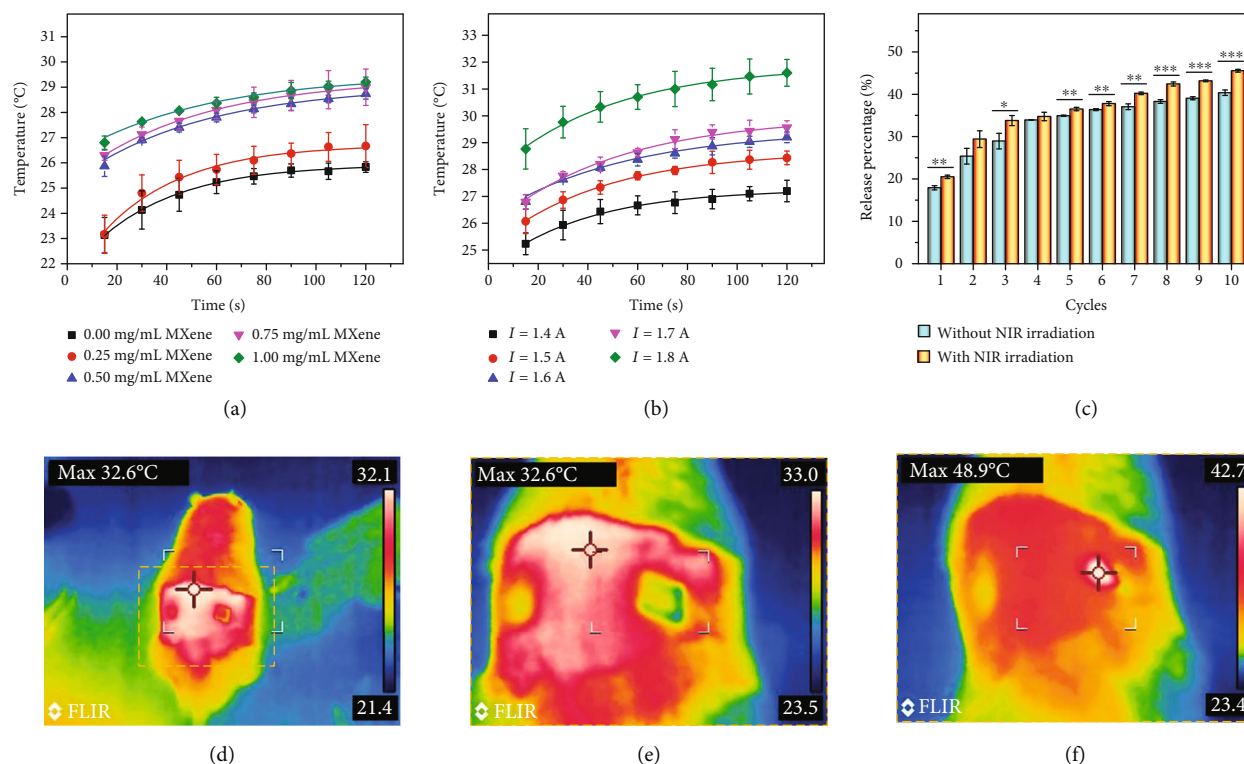 33
32
31
30
29
28
27
26
25
24
23
22
Temperature (°C)
0 20 40 60 80 100 120
Time (s)
0.00 mg/mL MXene
0.25 mg/mL MXene
0.50 mg/mL MXene
0.75 mg/mL MXene
1.00 mg/mL MXene
(a)
33
32
31
30
29
28
27
26
25
Temperature (°C)
0 20 40 60 80 100 120
Time (s)
I = 1.4 A
I = 1.5 A
I = 1.6 A
I = 1.7 A
I = 1.8 A
(b)
50
40
30
20
10
0
Release percentage (%)
** * ** ** ** *** *** ***
1 2 3 4 5 6 7 8 9 10
Cycles
Without NIR irradiation
With NIR irradiation
(c)
Max 32.6°C
32.1
21.4
FLIR
(d)
Max 32.6°C
33.0
23.5
FLIR
(e)
Max 48.9°C
42.7
23.4
FLIR
(f)